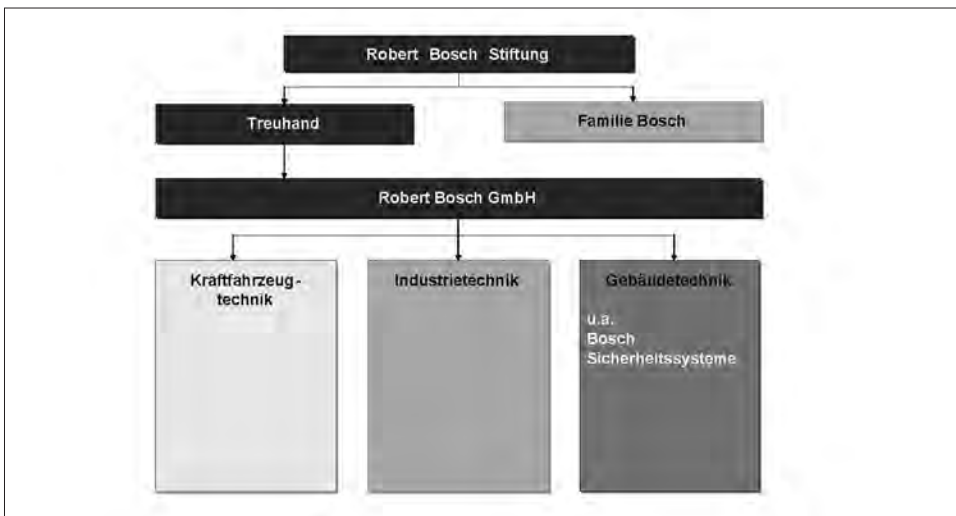 Robert Bosch Stiftung
Treuhand
Familie Bosch
Robert Bosch GmbH
Kraftfahrzeug-
technik
Industrietechnik
Gebäudetechnik
u.a.
Bosch
Sicherheitssysteme